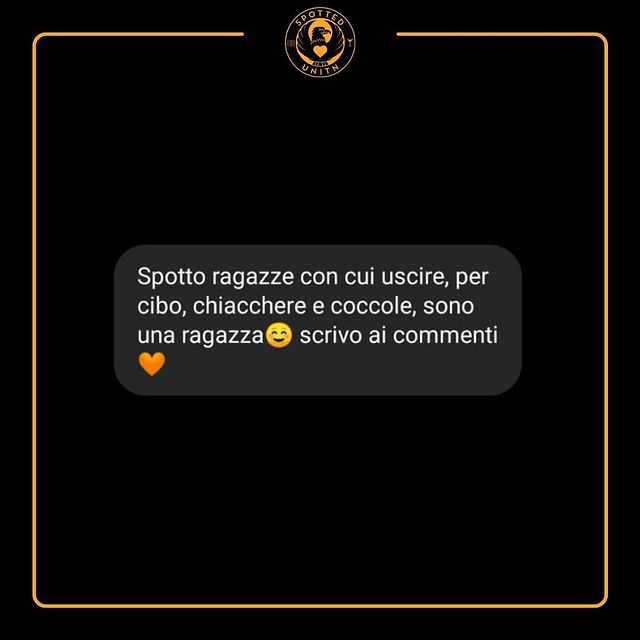 SPOTTED
UNITN
Spotto ragazze con cui uscire, per
cibo, chiacchere e coccole, sono
una ragazza☺️ scrivo ai commenti
🧡